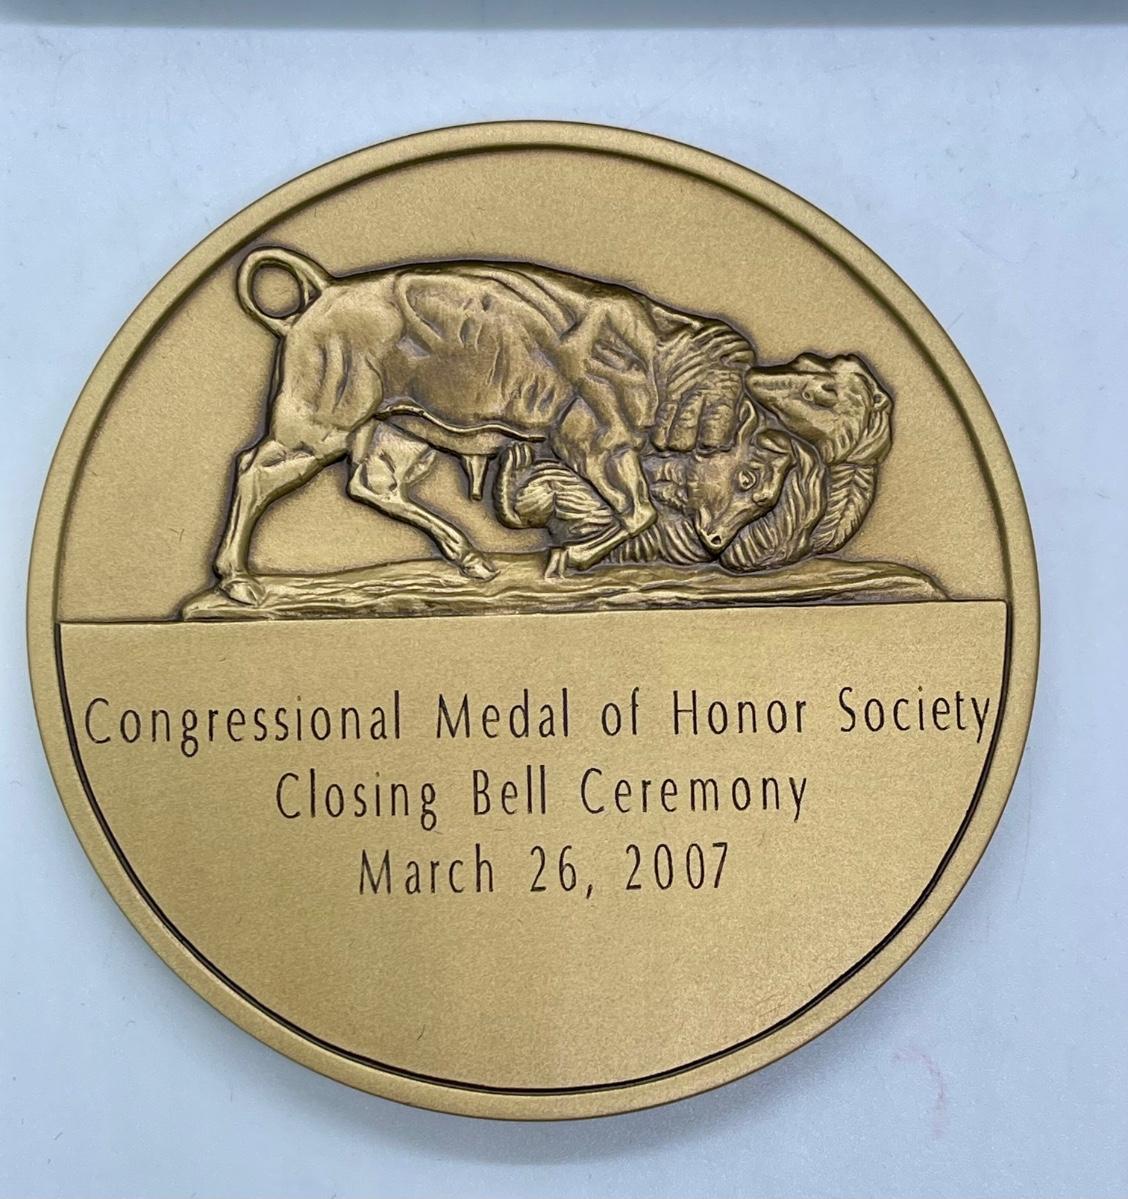 Congressional Medal of Honor Society
Closing Bell Ceremony
March 26, 2007